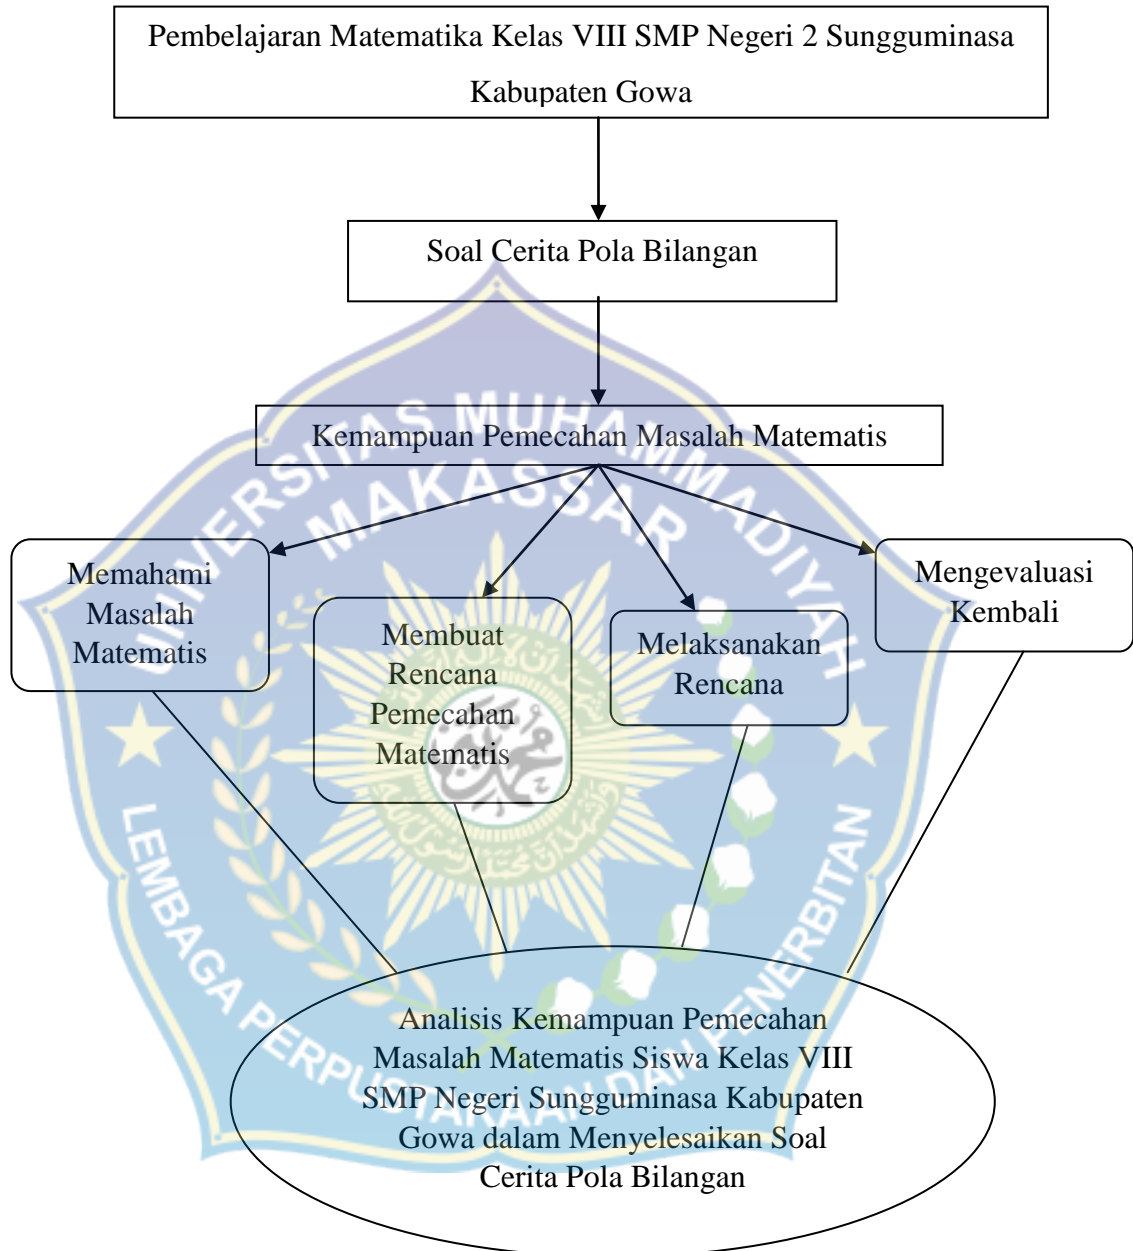 Pembelajaran Matematika Kelas VIII SMP Negeri 2 Sungguminasa
Kabupaten Gowa
Soal Cerita Pola Bilangan
Kemampuan Pemecahan Masalah Matematis
UNIVERSITAS MUHAMMADIYAH
MAKASSAR
Memahami
Masalah
Matematis
Membuat
Rencana
Pemecahan
Matematis
Melaksanakan
Rencana
Mengevaluasi
Kembali
LEMBAGA PERPUSTAKAAN DAN PENERBITAN
Analisis Kemampuan Pemecahan
Masalah Matematis Siswa Kelas VIII
SMP Negeri Sungguminasa Kabupaten
Gowa dalam Menyelesaikan Soal
Cerita Pola Bilangan